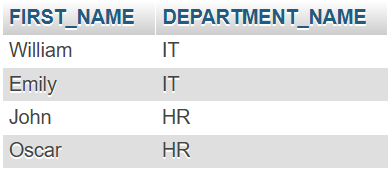 FIRST_NAME DEPARTMENT_NAME
William IT
Emily IT
John HR
Oscar HR